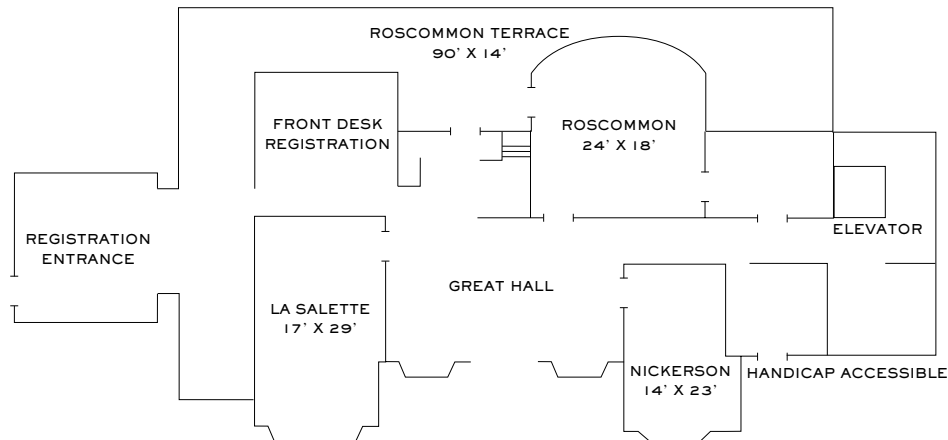 ROSCOMMON TERRACE
90' X 14'
FRONT DESK
REGISTRATION
ROSCOMMON
24' X 18'
REGISTRATION
ENTRANCE
ELEVATOR
GREAT HALL
LA SALETTE
17' X 29'
NICKERSON
14' X 23'
HANDICAP ACCESSIBLE